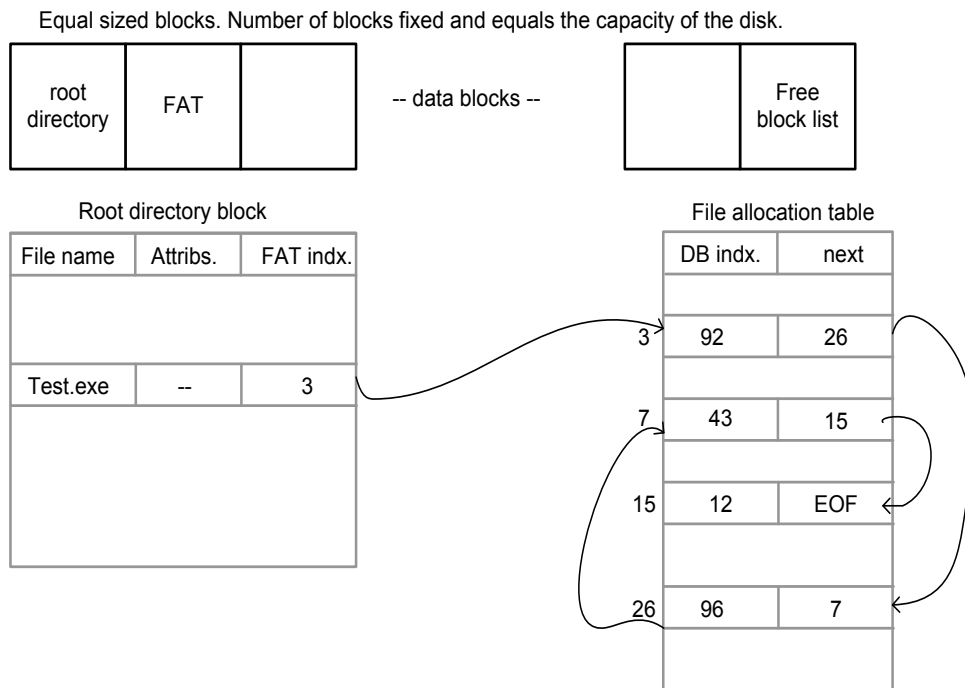 Equal sized blocks. Number of blocks fixed and equals the capacity of the disk.
root
directory
FAT
-- data blocks --
Free
block list
Root directory block
File name Attribs. FAT indx.
Test.exe -- 3
File allocation table
DB indx. next
3 92 26
7 43 15
15 12 EOF
26 96 7